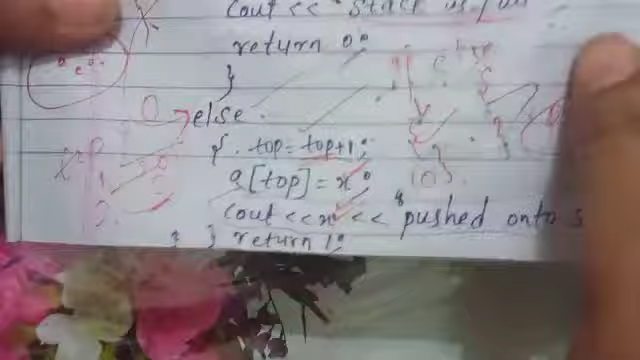 cout << "stack is full
return 0;
}
else
{ top = top+1;
a[top] = x;
cout << x << "pushed onto s
} } return 1;